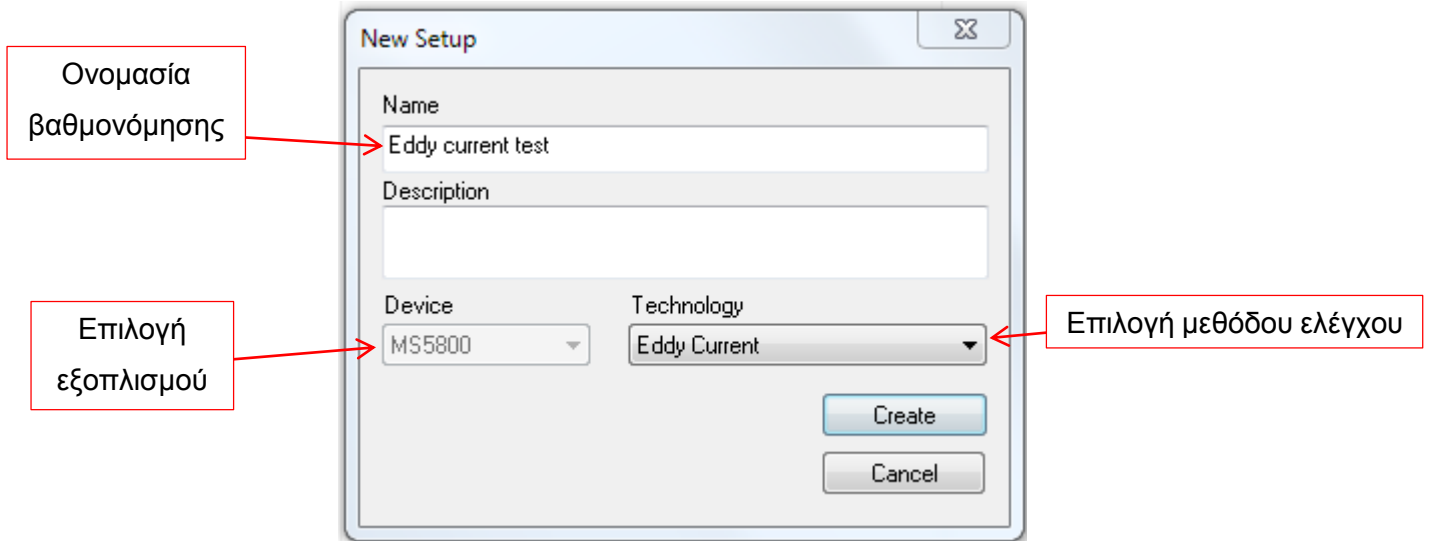 New Setup
Ονομασία
βαθμονόμησης
Name
Eddy current test
Description
Επιλογή
εξοπλισμού
Device
MS5800
Technology
Eddy Current
Επιλογή μεθόδου ελέγχου
Create
Cancel